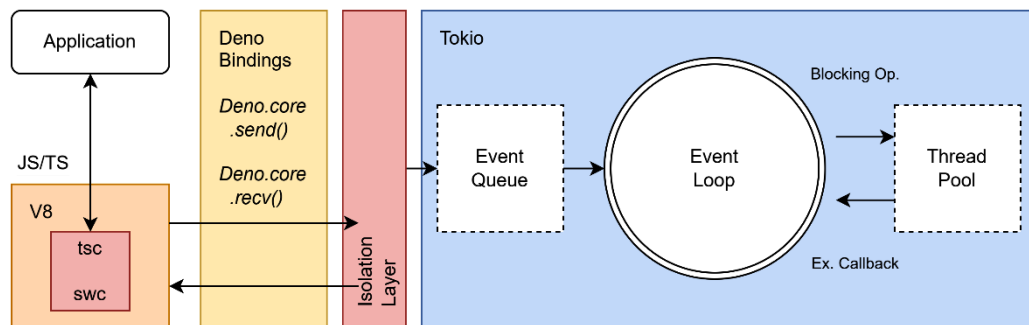 Application
JS/TS
V8
tsc
swc
Deno
Bindings
Deno.core
.send()
Deno.core
.recv()
Isolation
Layer
Tokio
Event
Queue
Event
Loop
Blocking Op.
Ex. Callback
Thread
Pool